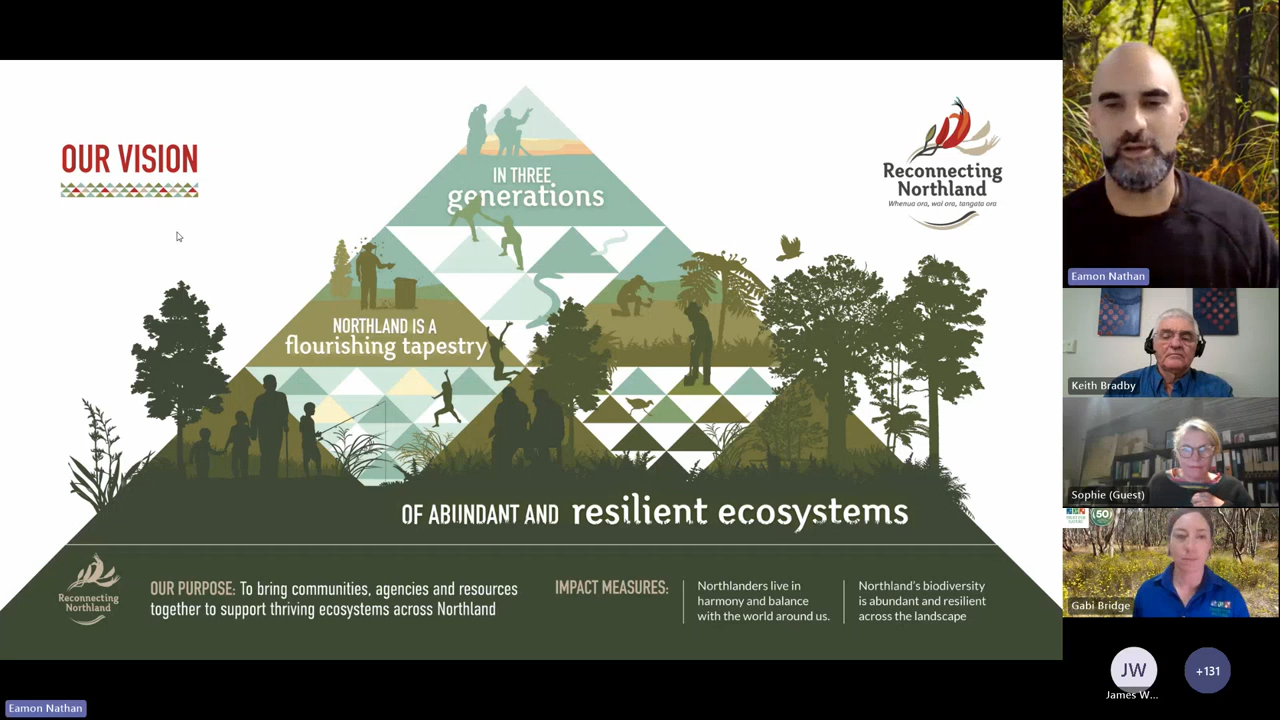 OUR VISION
IN THREE
generations
Reconnecting
Northland
Whenua ora, wai ora, tangata ora
NORTHLAND IS A
flourishing tapestry
OF ABUNDANT AND resilient ecosystems
Reconnecting
Northland
OUR PURPOSE: To bring communities, agencies and resources
together to support thriving ecosystems across Northland
IMPACT MEASURES:
Northlanders live in
harmony and balance
with the world around us.
Northland's biodiversity
is abundant and resilient
across the landscape
Eamon Nathan
Eamon Nathan
Keith Bradby
Sophie (Guest)
50
Gabi Bridge
JW
James W...
+131